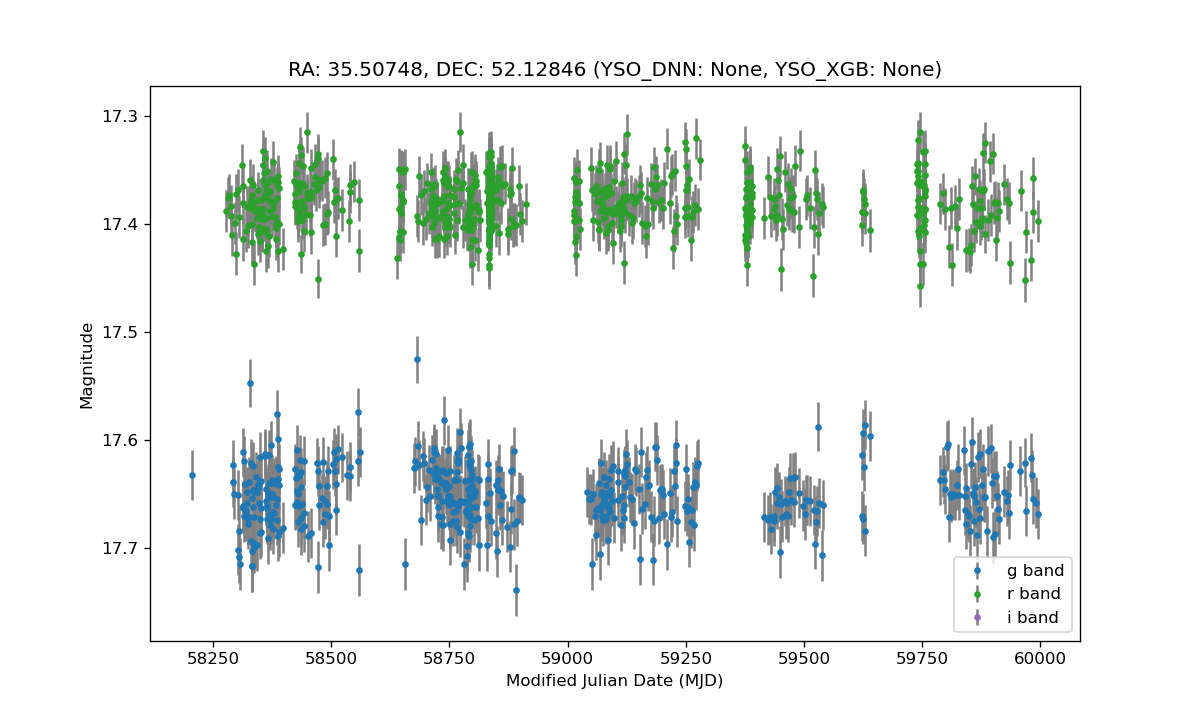 RA: 35.50748, DEC: 52.12846 (YSO_DNN: None, YSO_XGB: None)
17.3
17.4
17.5
17.6
17.7
Magnitude
58250 58500 58750 59000 59250 59500 59750 60000
Modified Julian Date (MJD)
g band
r band
i band